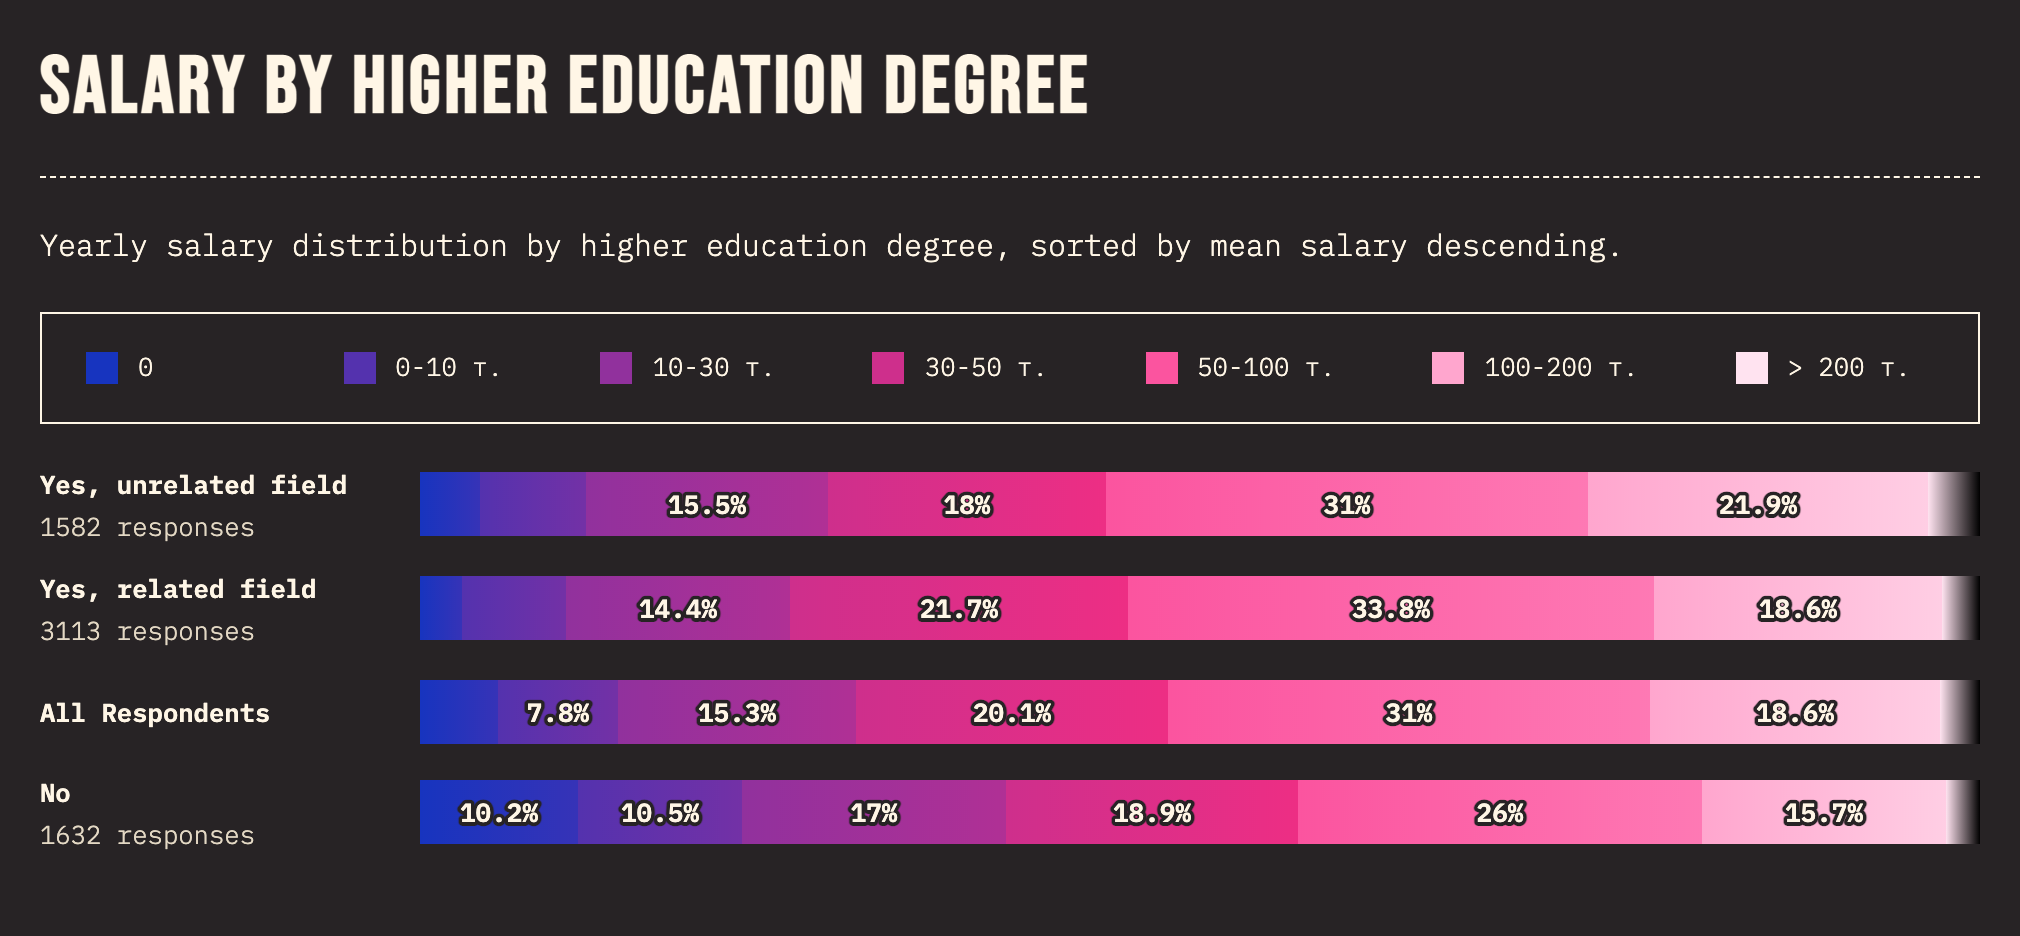 SALARY BY HIGHER EDUCATION DEGREE
Yearly salary distribution by higher education degree, sorted by mean salary descending.
0 0-10 т. 10-30 т. 30-50 т. 50-100 т. 100-200 т. > 200 т.
Yes, unrelated field
1582 responses
15.5% 18% 31% 21.9%
Yes, related field
3113 responses
14.4% 21.7% 33.8% 18.6%
All Respondents
7.8% 15.3% 20.1% 31% 18.6%
No
1632 responses
10.2% 10.5% 17% 18.9% 26% 15.7%